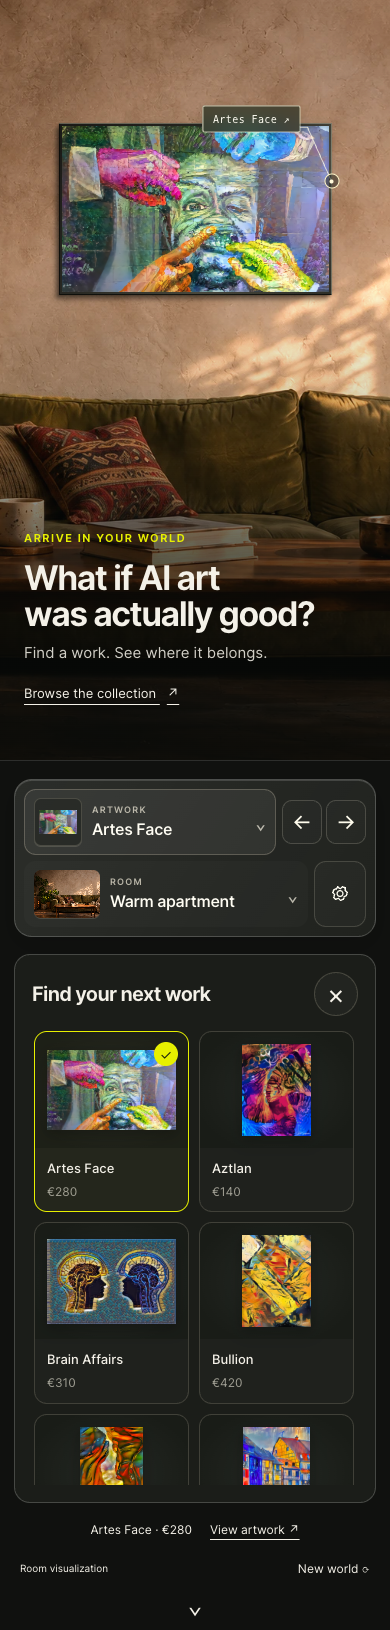 Artes Face ↗
ARRIVE IN YOUR WORLD
What if AI art
was actually good?
Find a work. See where it belongs.
Browse the collection ↗
ARTWORK
Artes Face
ROOM
Warm apartment
Find your next work
Artes Face
€280
Aztlan
€140
Brain Affairs
€310
Bullion
€420
Artes Face · €280 View artwork ↗
Room visualization
New world